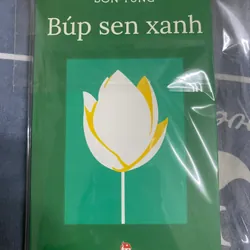 SƠN TÙNG
Búp sen xanh